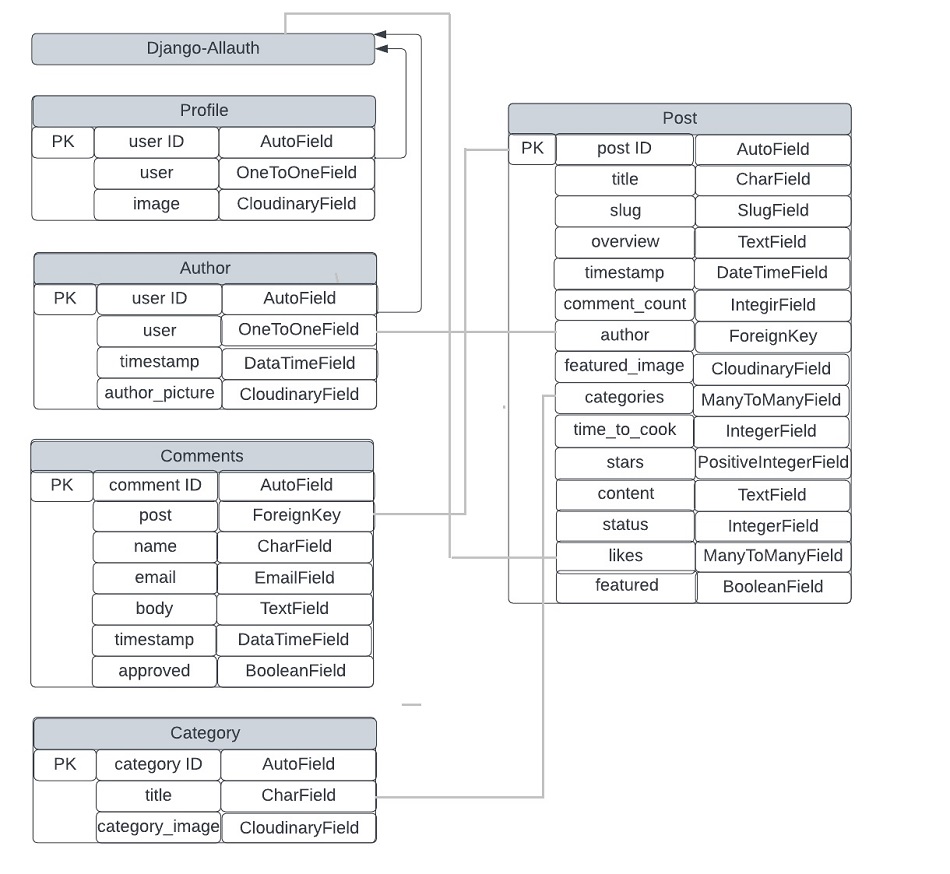 Django-Allauth
Profile
PK user ID AutoField
user OneToOneField
image CloudinaryField
Author
PK user ID AutoField
user OneToOneField
timestamp DataTimeField
author_picture CloudinaryField
Comments
PK comment ID AutoField
post ForeignKey
name CharField
email EmailField
body TextField
timestamp DataTimeField
approved BooleanField
Category
PK category ID AutoField
title CharField
category_image CloudinaryField
Post
PK post ID AutoField
title CharField
slug SlugField
overview TextField
timestamp DateTimeField
comment_count IntegirField
author ForeignKey
featured_image CloudinaryField
categories ManyToManyField
time_to_cook IntegerField
stars PositiveIntegerField
content TextField
status IntegerField
likes ManyToManyField
featured BooleanField